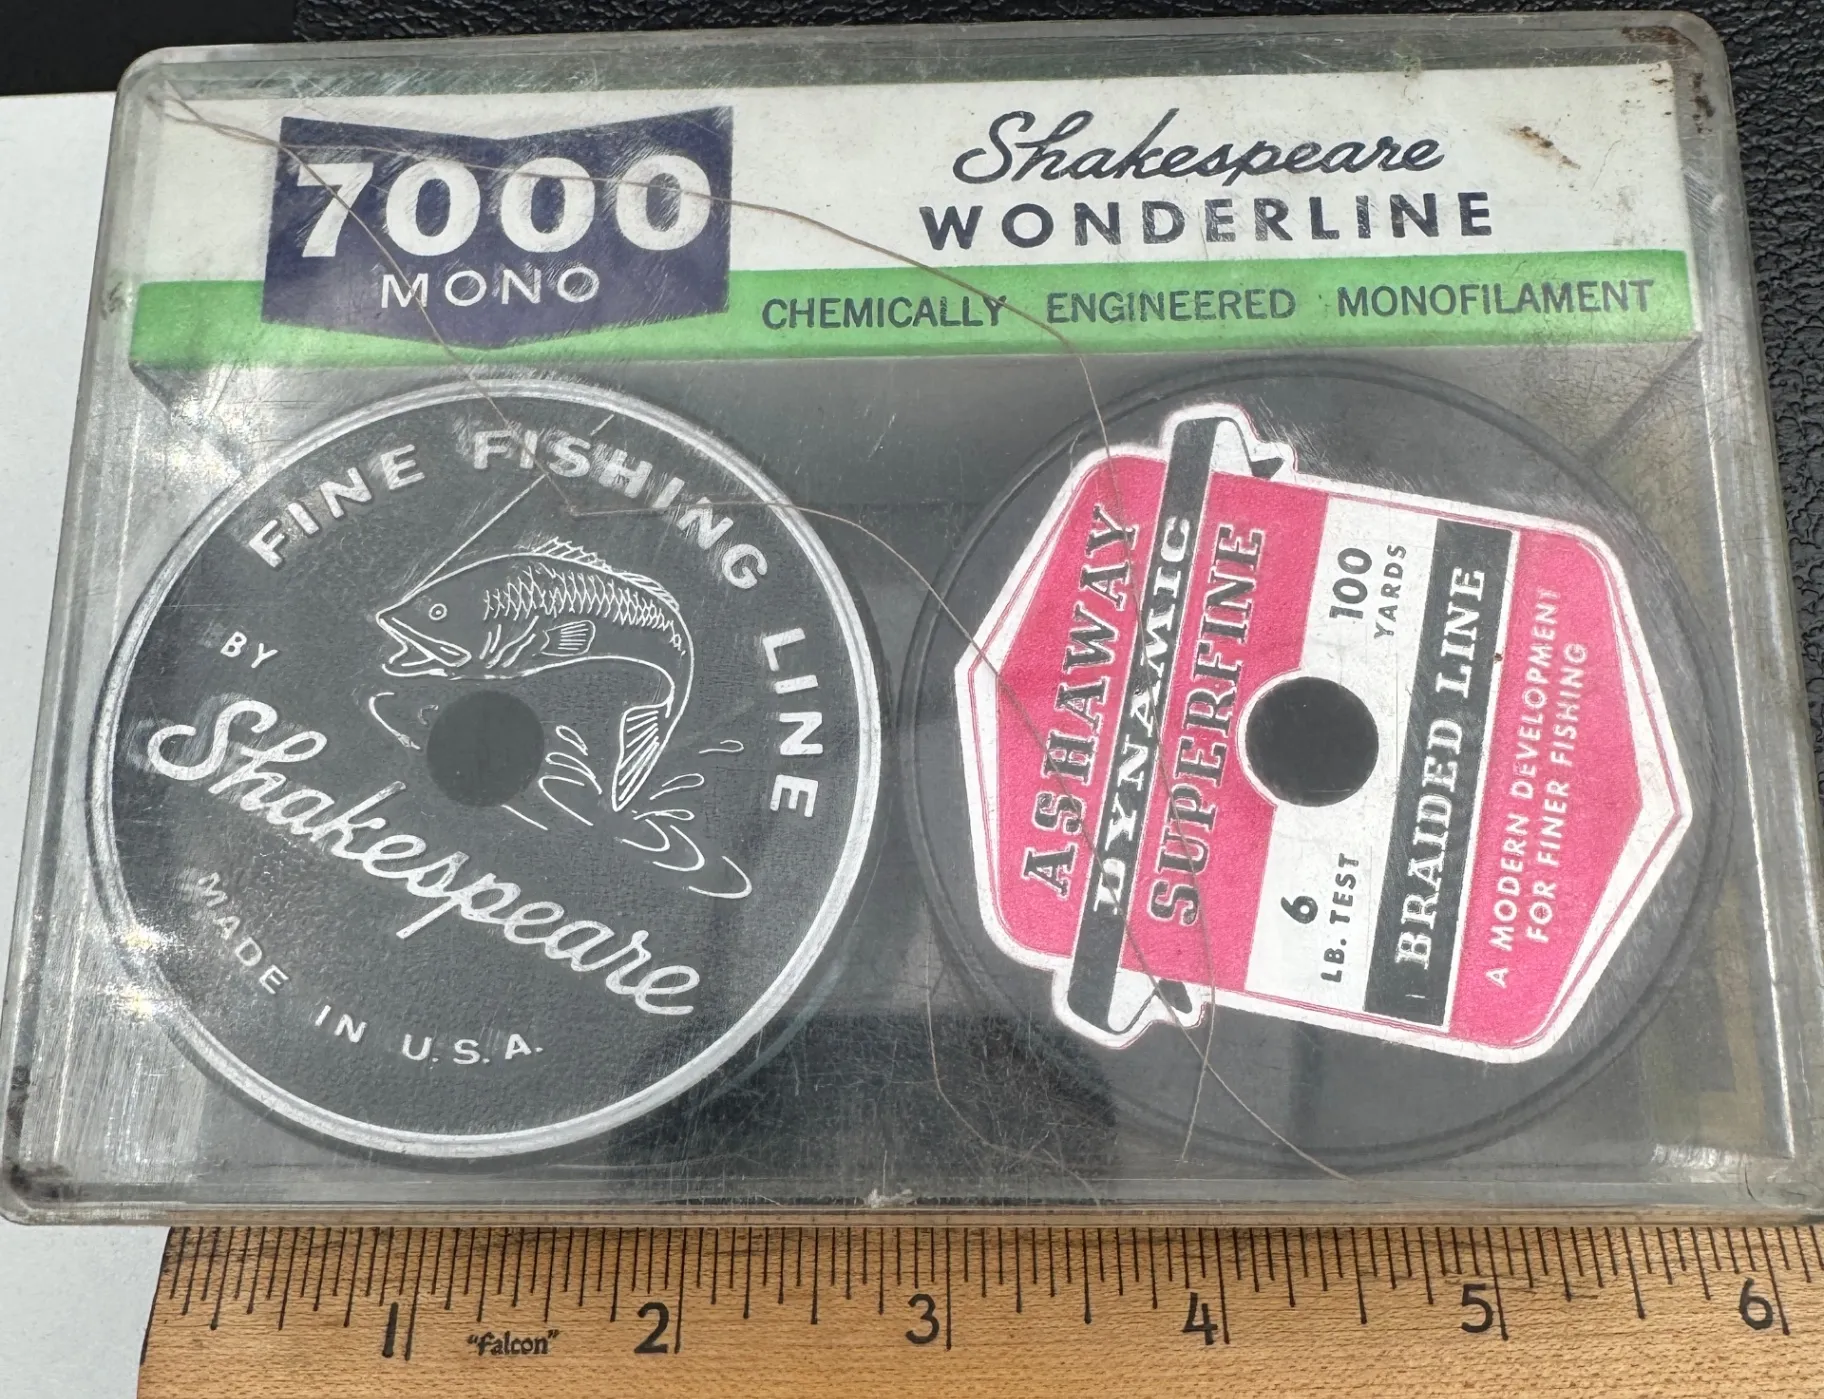 7000
MONO
Shakespeare
WONDERLINE
CHEMICALLY ENGINEERED MONOFILAMENT
FINE FISHING LINE
BY
Shakespeare
MADE IN U.S.A.
ASHAWAY
DYNAMIC
SUPERFINE
100
YARDS
6
LB. TEST
BRAIDED LINE
A MODERN DEVELOPMENT
FOR FINER FISHING
1 2 3 4 5 6
"Falcon"